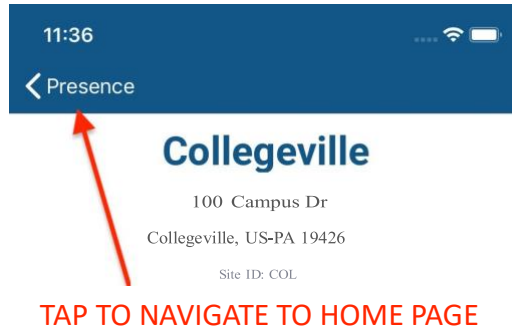 11:36
Presence
Collegeville
100 Campus Dr
Collegeville, US-PA 19426
Site ID: COL
TAP TO NAVIGATE TO HOME PAGE